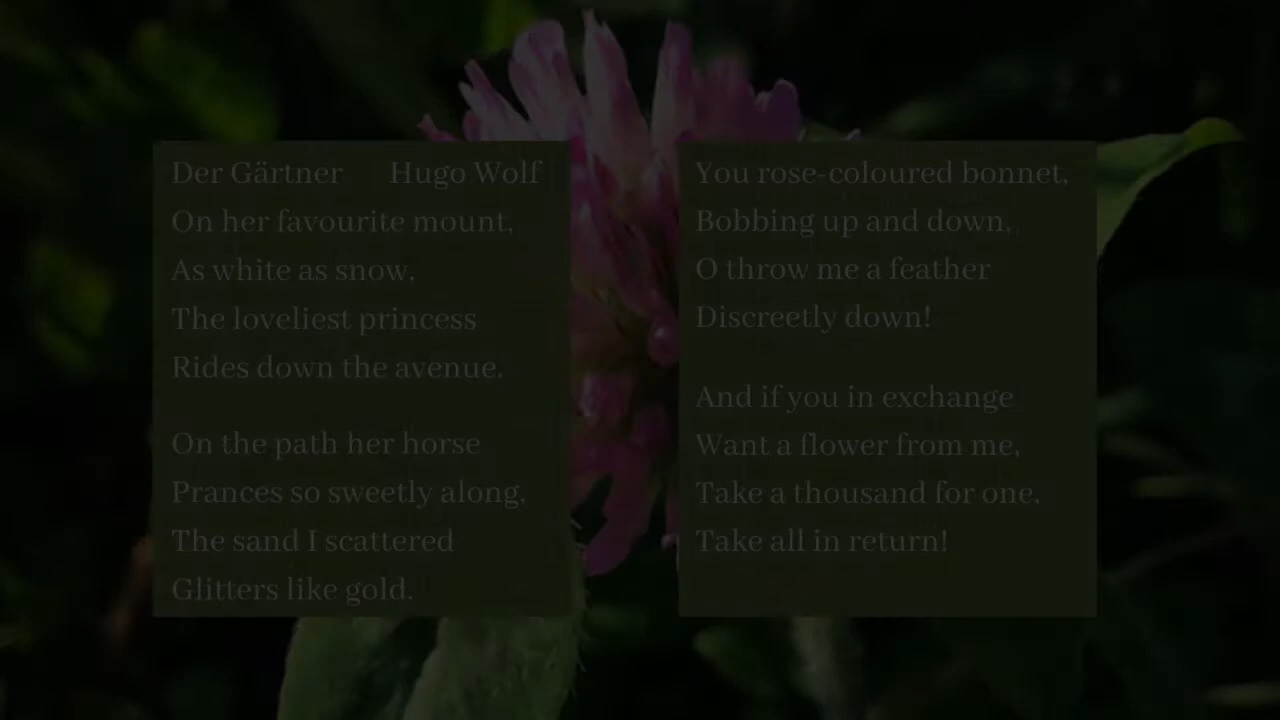 Der Gärtner Hugo Wolf
On her favourite mount,
As white as snow,
The loveliest princess
Rides down the avenue.
On the path her horse
Prances so sweetly along,
The sand I scattered
Glitters like gold.
You rose-coloured bonnet,
Bobbing up and down,
O throw me a feather
Discreetly down!
And if you in exchange
Want a flower from me,
Take a thousand for one,
Take all in return!